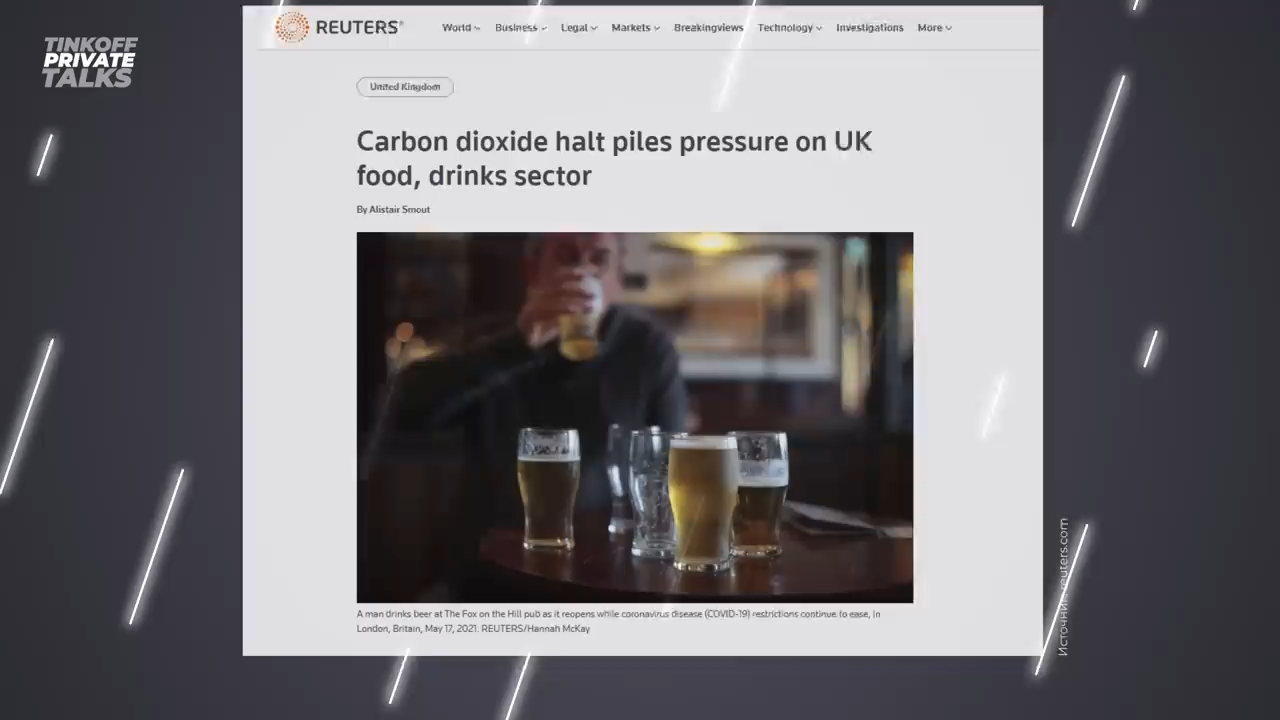 TINKOFF
PRIVATE
TALKS
REUTERS®
World Business Legal Markets Breakingviews Technology Investigations More
United Kingdom
Carbon dioxide halt piles pressure on UK
food, drinks sector
By Alistair Smout
A man drinks beer at The Fox on the Hill pub as it reopens while coronavirus disease (COVID-19) restrictions continue to ease, in
London, Britain, May 17, 2021. REUTERS/Hannah McKay
Источник: reuters.com